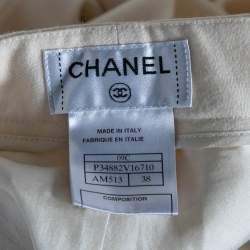 CHANEL
MADE IN ITALY
FABRIQUE EN ITALIE
09C
P34882V16710
AM513 38
COMPOSITION